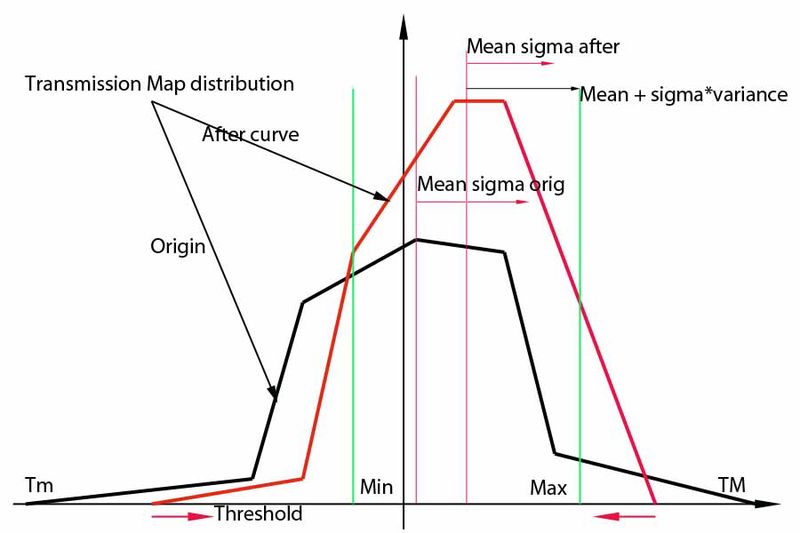 Mean sigma after
Transmission Map distribution
Mean + sigma*variance
After curve
Mean sigma orig
Origin
Tm
Min
Max
TM
Threshold